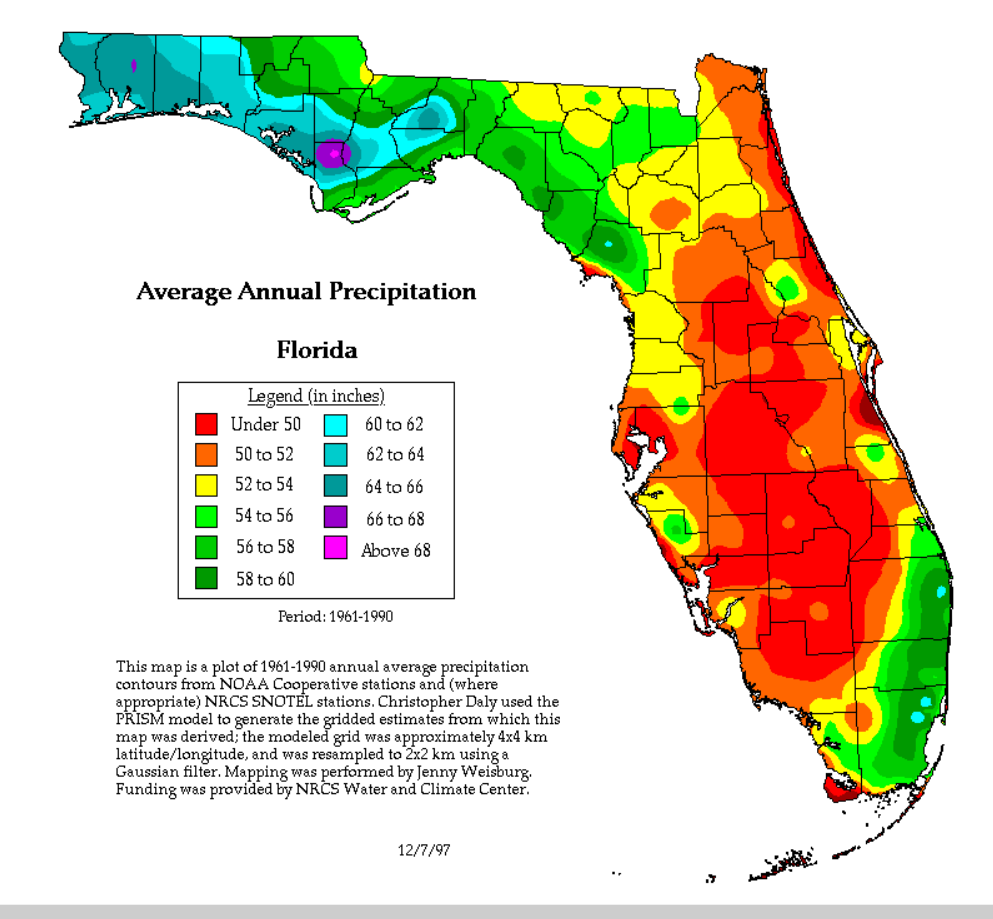 Average Annual Precipitation
Florida
Legend (in inches)
Under 50
50 to 52
52 to 54
54 to 56
56 to 58
58 to 60
60 to 62
62 to 64
64 to 66
66 to 68
Above 68
Period: 1961-1990
This map is a plot of 1961-1990 annual average precipitation
contours from NOAA Cooperative stations and (where
appropriate) NRCS SNOTEL stations. Christopher Daly used the
PRISM model to generate the gridded estimates from which this
map was derived; the modeled grid was approximately 4x4 km
latitude/longitude, and was resampled to 2x2 km using a
Gaussian filter. Mapping was performed by Jenny Weisburg.
Funding was provided by NRCS Water and Climate Center.
12/7/97